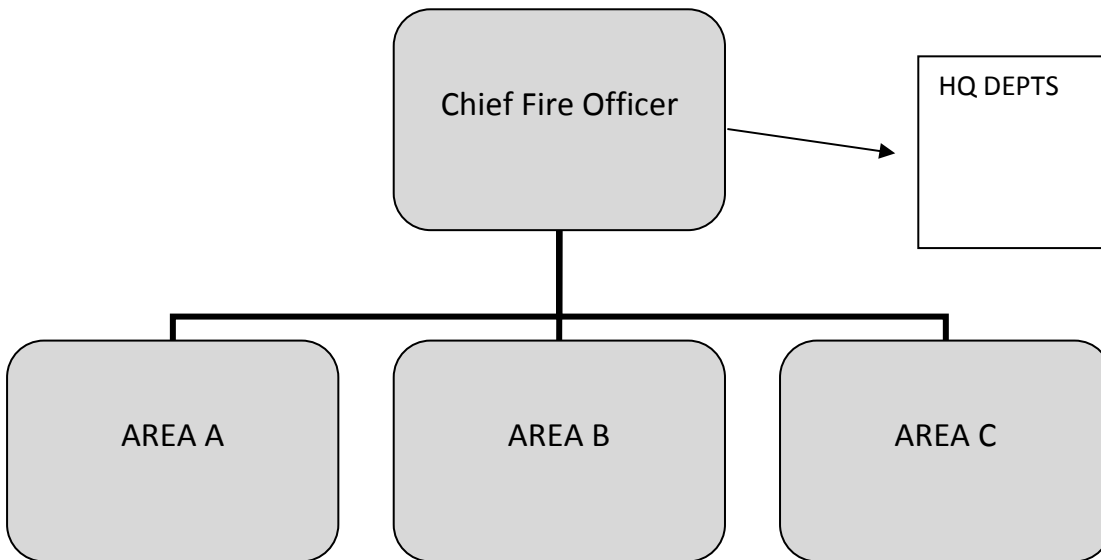 Chief Fire Officer
HQ DEPTS
AREA A
AREA B
AREA C